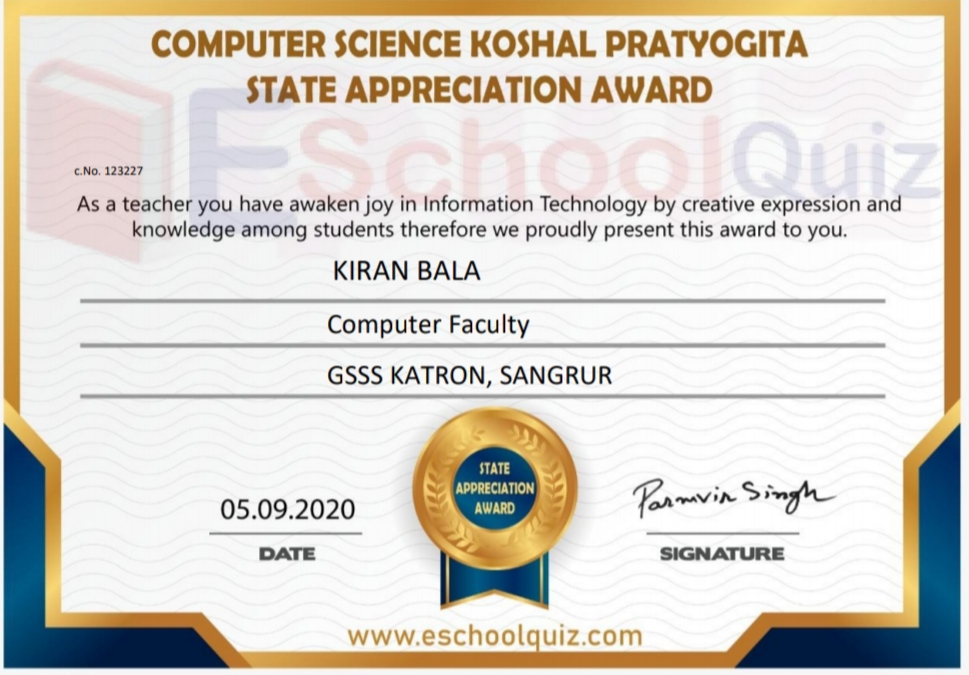 COMPUTER SCIENCE KOSHAL PRATYOGITA
STATE APPRECIATION AWARD
ESchoolQuiz
c.No. 123227
As a teacher you have awaken joy in Information Technology by creative expression and
knowledge among students therefore we proudly present this award to you.
KIRAN BALA
Computer Faculty
GSSS KATRON, SANGRUR
STATE
APPRECIATION
AWARD
05.09.2020
DATE
Parmvir Singh
SIGNATURE
www.eschoolquiz.com